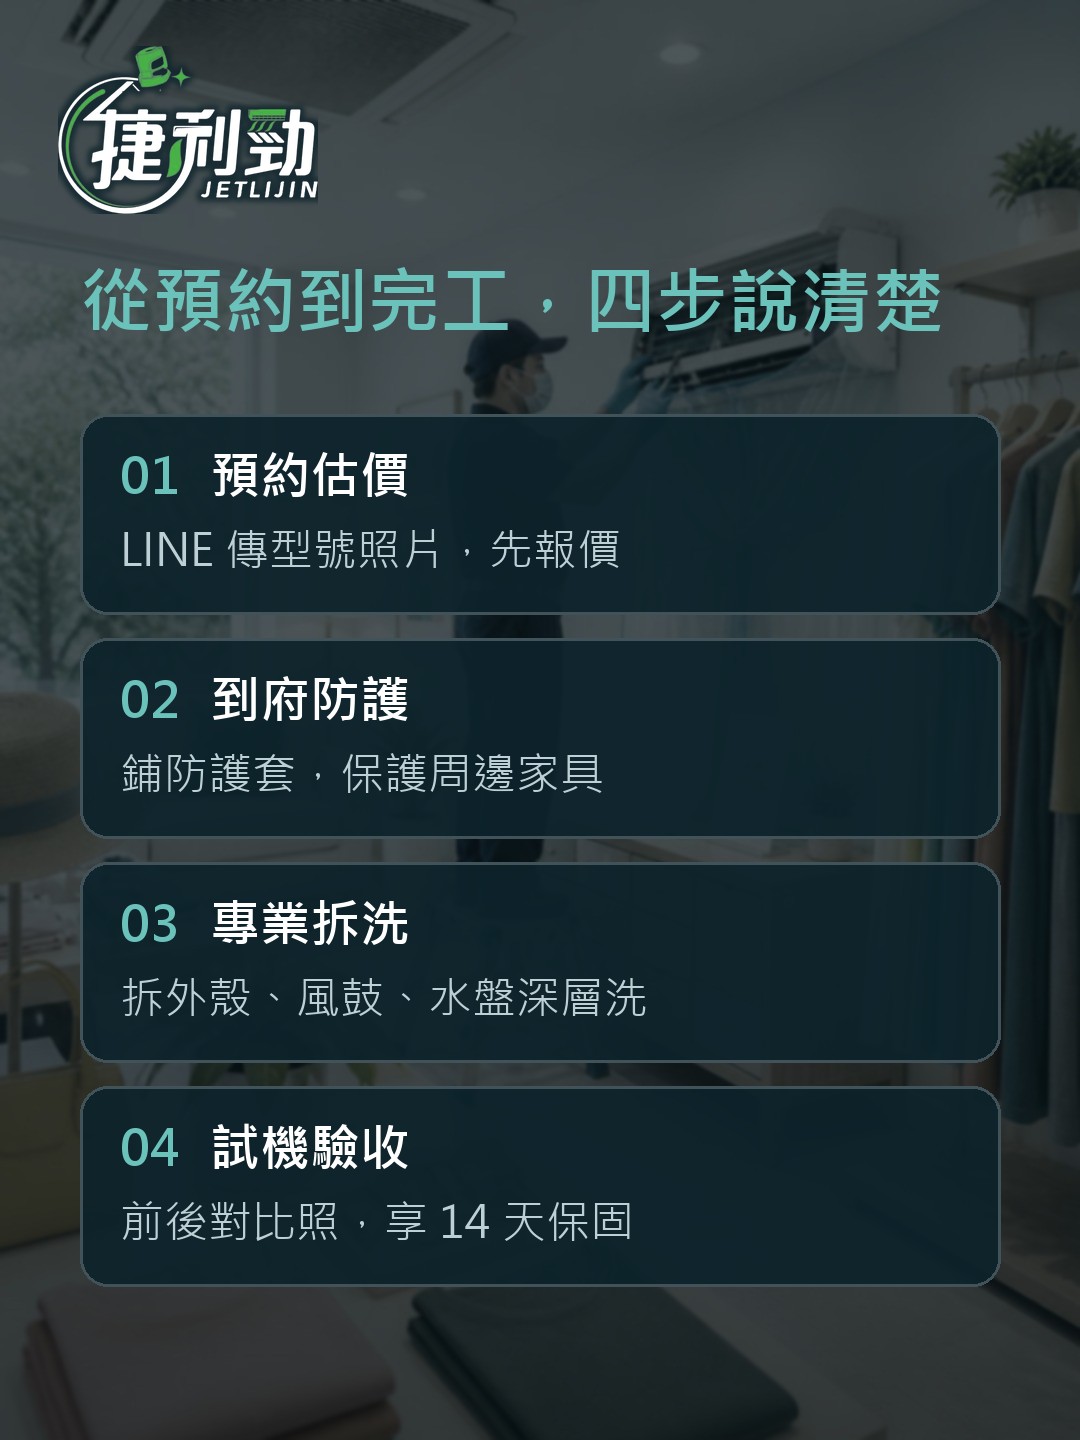 捷利勁
JETLIJIN
從預約到完工，四步說清楚
01 預約估價
LINE 傳型號照片，先報價
02 到府防護
鋪防護套，保護周邊家具
03 專業拆洗
拆外殼、風鼓、水盤深層洗
04 試機驗收
前後對比照，享 14 天保固